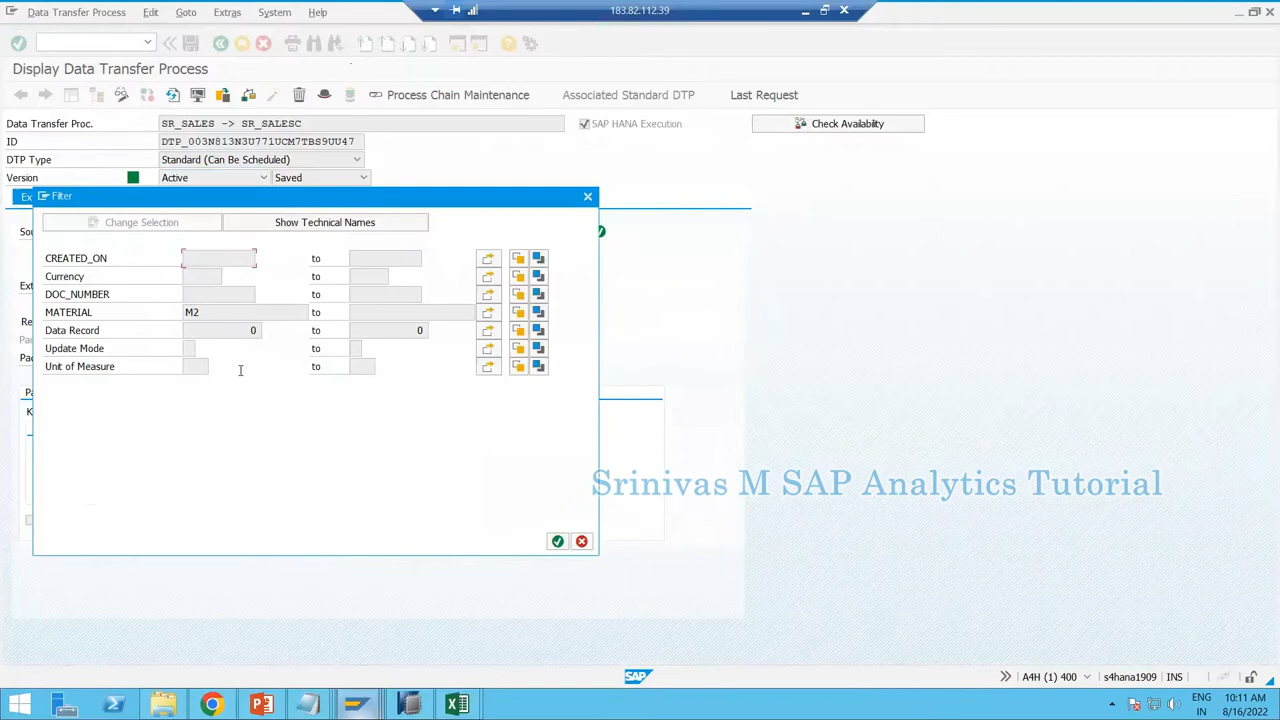 Data Transfer Process Edit Goto Extras System Help
183.82.112.39
Display Data Transfer Process
Process Chain Maintenance Associated Standard DTP Last Request
Data Transfer Proc. SR_SALES -> SR_SALESC SAP HANA Execution Check Availability
ID DTP_003N813N3U771UCM7TBS9UU47
DTP Type Standard (Can Be Scheduled)
Version Active Saved
Ex Filter
Change Selection Show Technical Names
CREATED_ON to
Currency to
DOC_NUMBER to
MATERIAL M2 to
Data Record 0 to 0
Update Mode to
Unit of Measure to
Srinivas M SAP Analytics Tutorial
SAP A4H (1) 400 s4hana1909 INS
ENG 10:11 AM
IN 8/16/2022